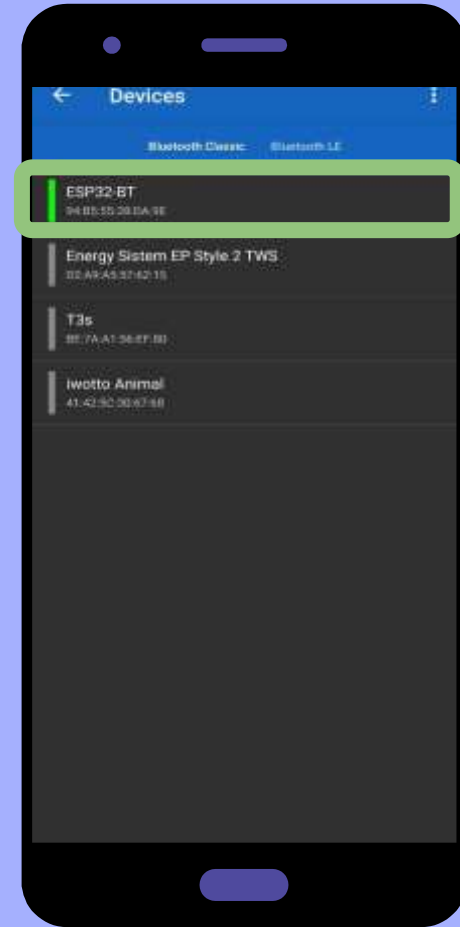 Devices
Bluetooth Classic Bluetooth LE
ESP32-BT
Energy Sistem EP Style 2 TWS
T3s
iwotto Animal